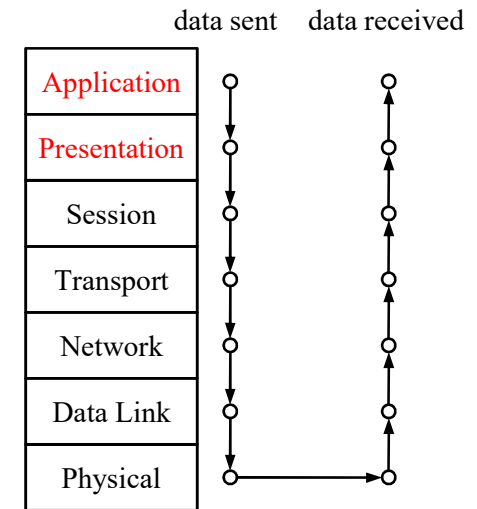 data sent data received
Application
Presentation
Session
Transport
Network
Data Link
Physical